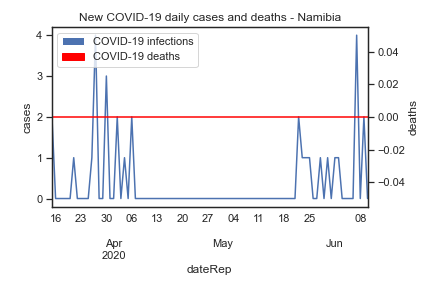 New COVID-19 daily cases and deaths - Namibia
COVID-19 infections
COVID-19 deaths
4
3
2
1
0
cases
0.04
0.02
0.00
−0.02
−0.04
deaths
16 23 30 06 13 20 27 04 11 18 25 08
Apr May Jun
2020
dateRep